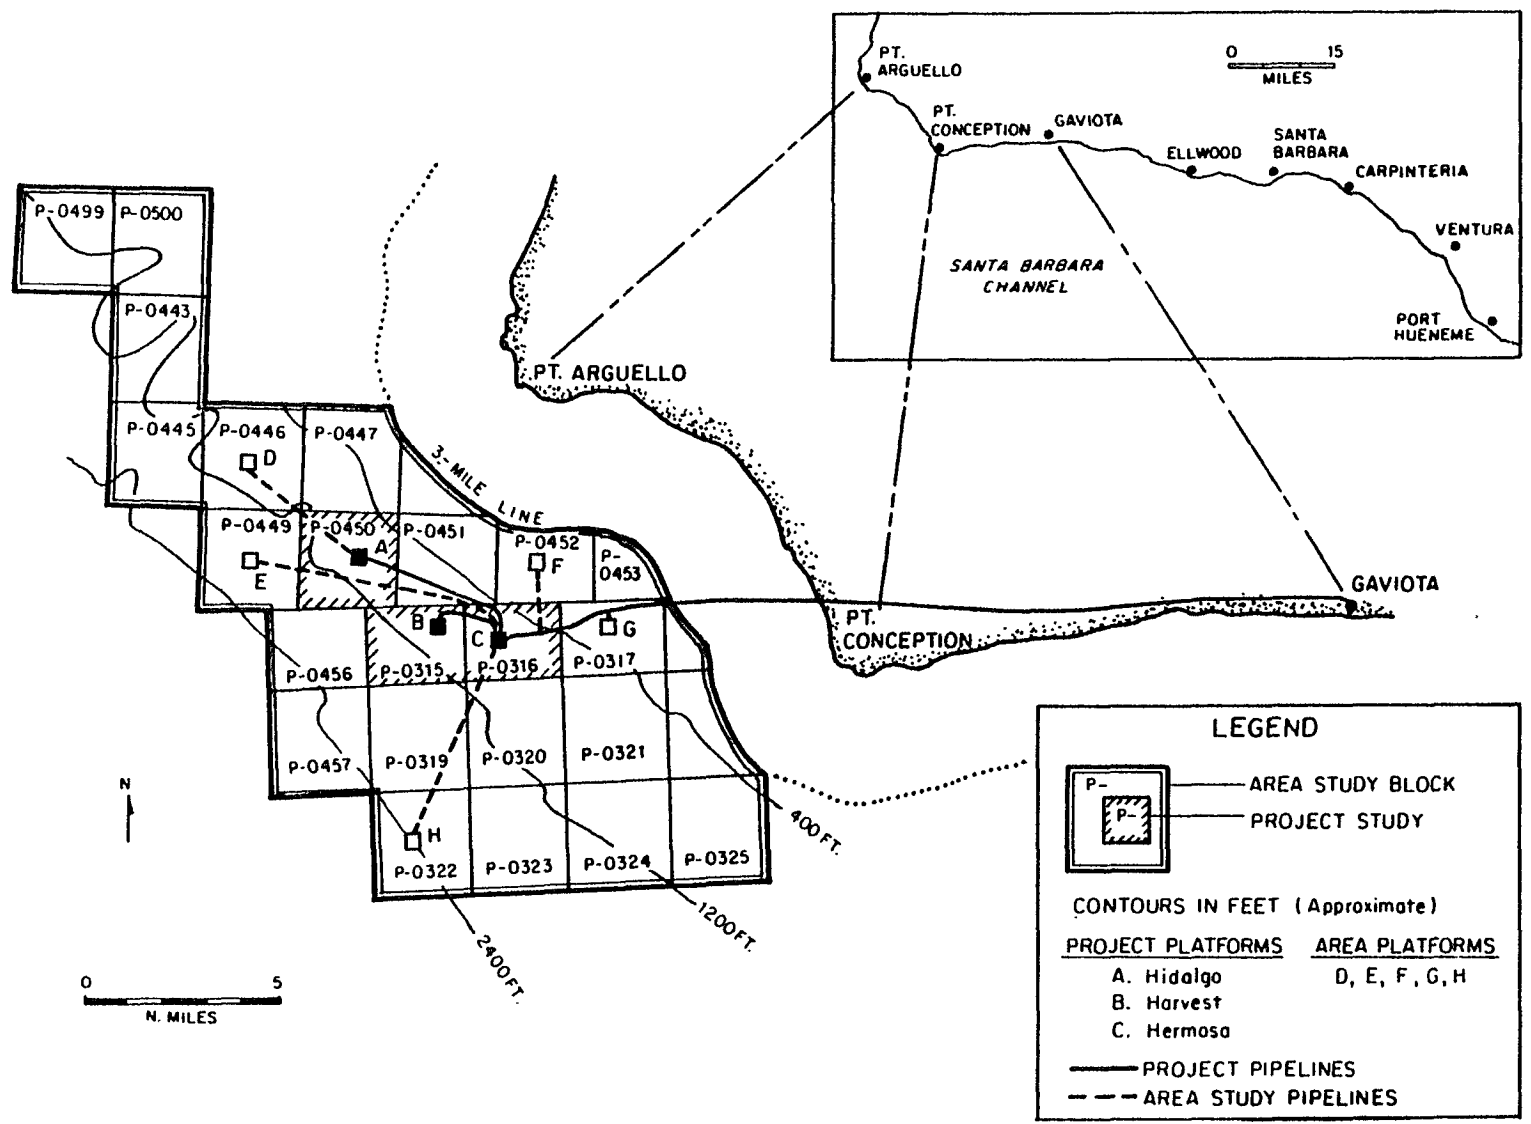 PT.
ARGUELLO
PT.
CONCEPTION
GAVIOTA
ELLWOOD
SANTA
BARBARA
CARPINTERIA
VENTURA
PORT
HUENEME
SANTA BARBARA
CHANNEL
0 15
MILES
P-0499 P-0500
P-0443
P-0445 P-0446 P-0447
D
3-MILE LINE
PT. ARGUELLO
P-0449 P-0450 P-0451 P-0452
P-
0453
A
E
F
B
C
G
PT.
CONCEPTION
GAVIOTA
P-0456 P-0315 P-0316 P-0317
P-0457 P-0319 P-0320 P-0321
H
P-0322 P-0323 P-0324 P-0325
400 FT.
1200 FT.
2400 FT.
N
0 5
N. MILES
LEGEND
P-
P-
AREA STUDY BLOCK
PROJECT STUDY
CONTOURS IN FEET (Approximate)
PROJECT PLATFORMS AREA PLATFORMS
A. Hidalgo D, E, F, G, H
B. Harvest
C. Hermosa
PROJECT PIPELINES
AREA STUDY PIPELINES